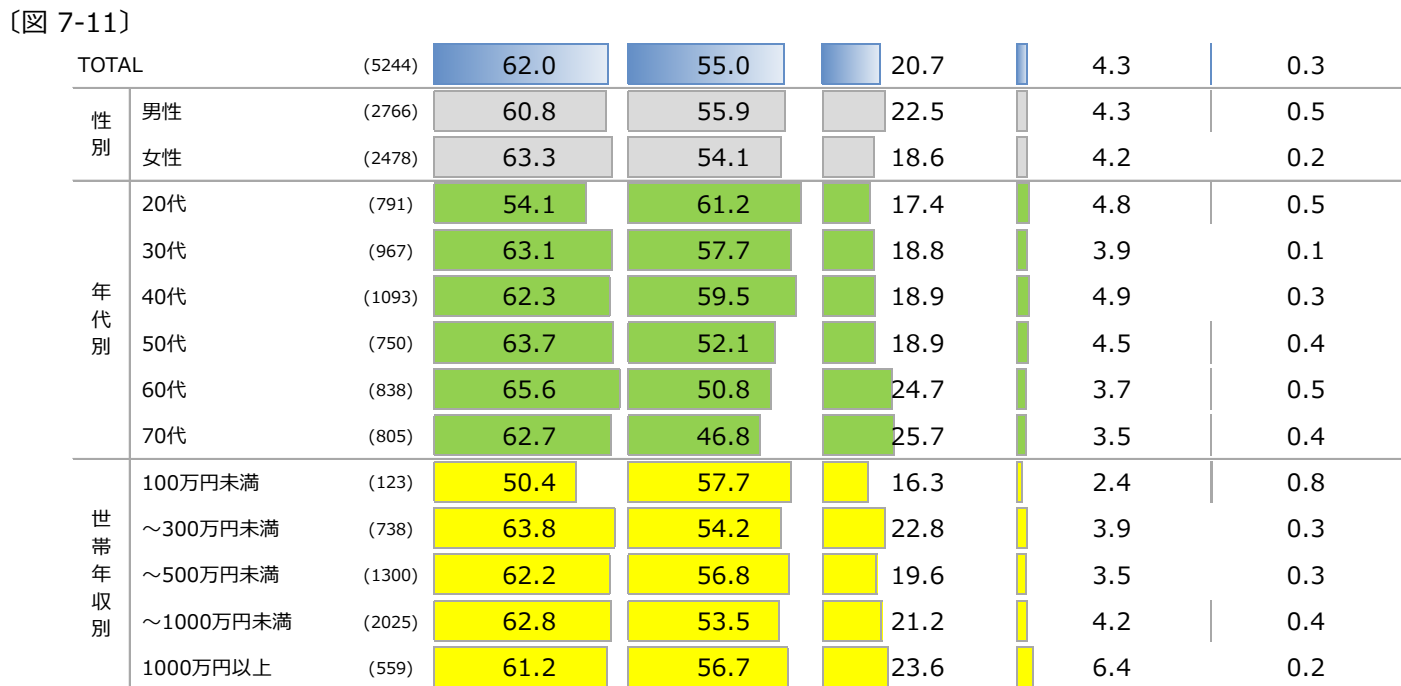 〔図 7-11〕
TOTAL (5244) 62.0 55.0 20.7 4.3 0.3
性別
男性 (2766) 60.8 55.9 22.5 4.3 0.5
女性 (2478) 63.3 54.1 18.6 4.2 0.2
年代別
20代 (791) 54.1 61.2 17.4 4.8 0.5
30代 (967) 63.1 57.7 18.8 3.9 0.1
40代 (1093) 62.3 59.5 18.9 4.9 0.3
50代 (750) 63.7 52.1 18.9 4.5 0.4
60代 (838) 65.6 50.8 24.7 3.7 0.5
70代 (805) 62.7 46.8 25.7 3.5 0.4
世帯年収別
100万円未満 (123) 50.4 57.7 16.3 2.4 0.8
～300万円未満 (738) 63.8 54.2 22.8 3.9 0.3
～500万円未満 (1300) 62.2 56.8 19.6 3.5 0.3
～1000万円未満 (2025) 62.8 53.5 21.2 4.2 0.4
1000万円以上 (559) 61.2 56.7 23.6 6.4 0.2